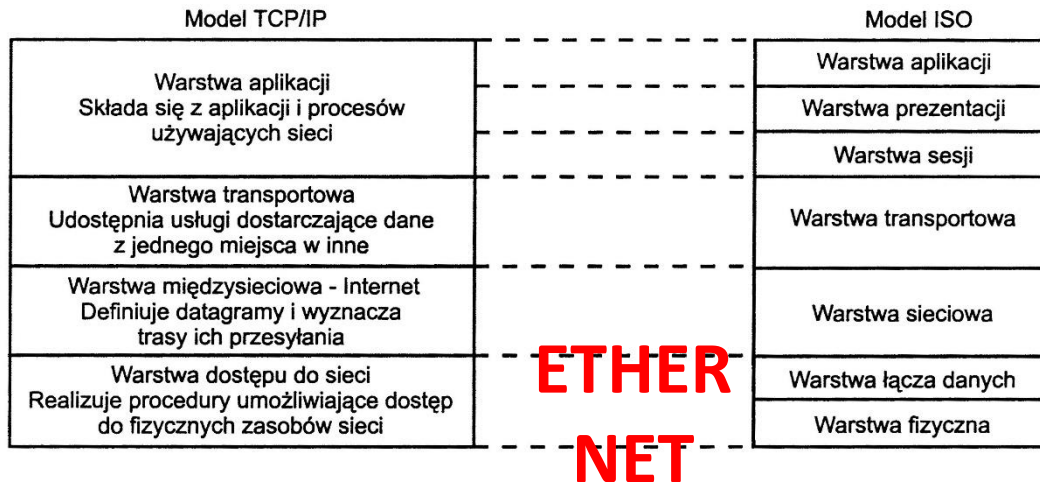 Model TCP/IP
Warstwa aplikacji
Składa się z aplikacji i procesów
używających sieci
Warstwa transportowa
Udostępnia usługi dostarczające dane
z jednego miejsca w inne
Warstwa międzysieciowa - Internet
Definiuje datagramy i wyznacza
trasy ich przesyłania
Warstwa dostępu do sieci
Realizuje procedury umożliwiające dostęp
do fizycznych zasobów sieci
ETHER
NET
Model ISO
Warstwa aplikacji
Warstwa prezentacji
Warstwa sesji
Warstwa transportowa
Warstwa sieciowa
Warstwa łącza danych
Warstwa fizyczna